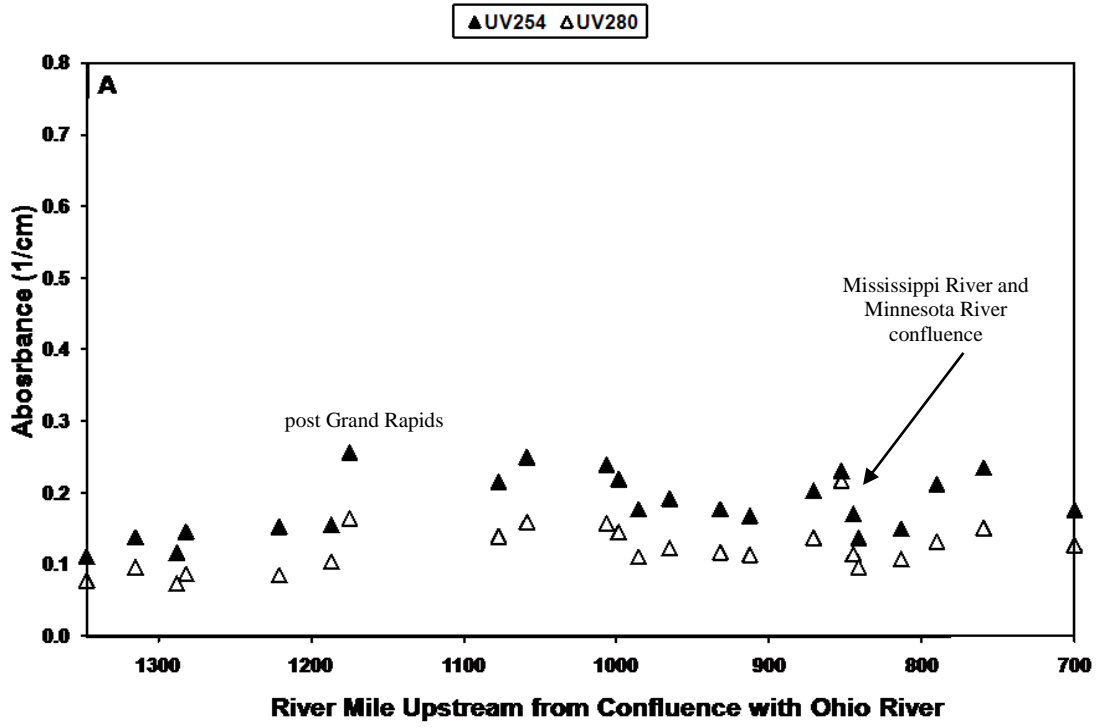 ▲UV254 △UV280
A
0.8
0.7
0.6
0.5
0.4
0.3
0.2
0.1
0.0
Abosrbance (1/cm)
Mississippi River and
Minnesota River
confluence
post Grand Rapids
1300 1200 1100 1000 900 800 700
River Mile Upstream from Confluence with Ohio River